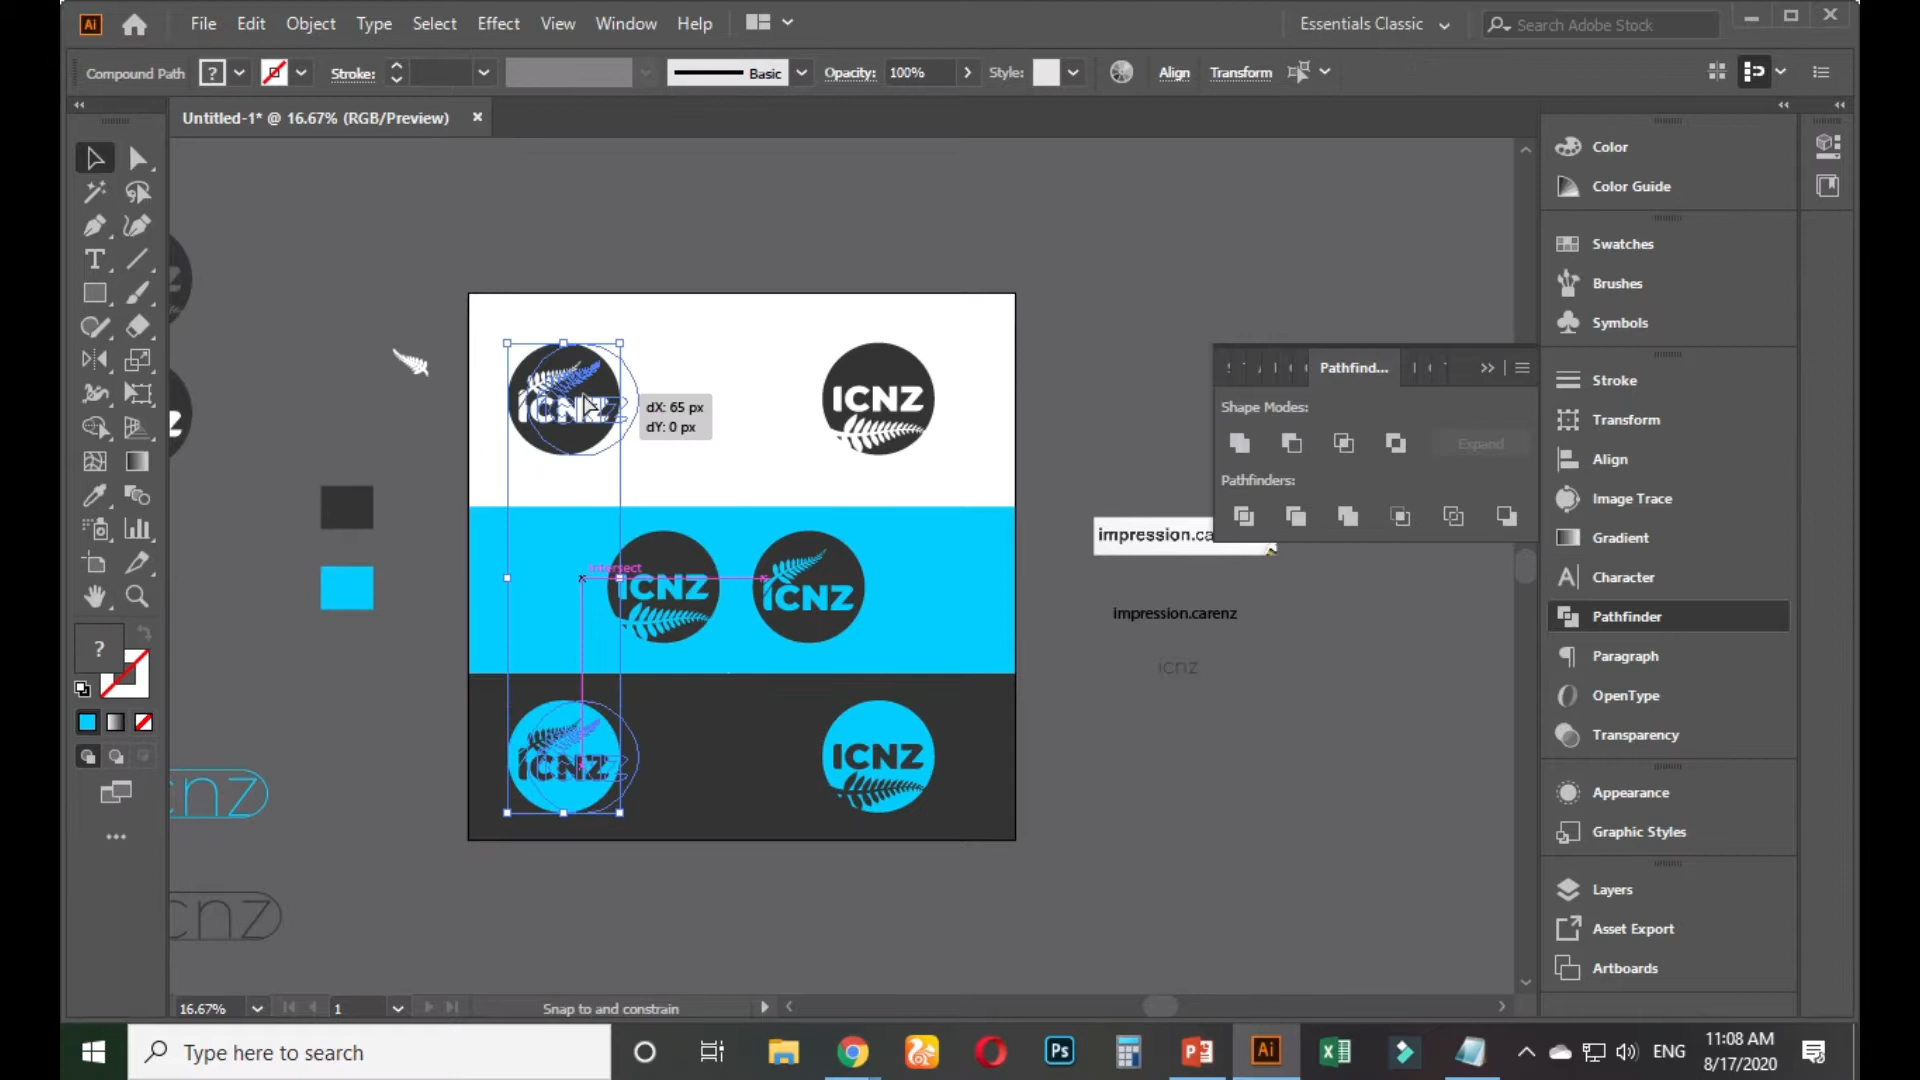 Ai File Edit Object Type Select Effect View Window Help Essentials Classic Search Adobe Stock
Compound Path ? Stroke: Basic Opacity: 100% Style: Align Transform
Untitled-1* @ 16.67% (RGB/Preview)
Color
Color Guide
Swatches
Brushes
Symbols
Stroke
Transform
Align
Image Trace
Gradient
Character
Pathfinder
Paragraph
OpenType
Transparency
Appearance
Graphic Styles
Layers
Asset Export
Artboards
Pathfind...
Shape Modes:
Expand
Pathfinders:
ICNZ
dX: 65 px
dY: 0 px
ICNZ
intersect
ICNZ
ICNZ
ICNZ
ICNZ
impression.ca
impression.carenz
icnz
cnz
cnz
?
16.67% 1 Snap to and constrain
Type here to search
Ps
Ai
ENG
11:08 AM
8/17/2020